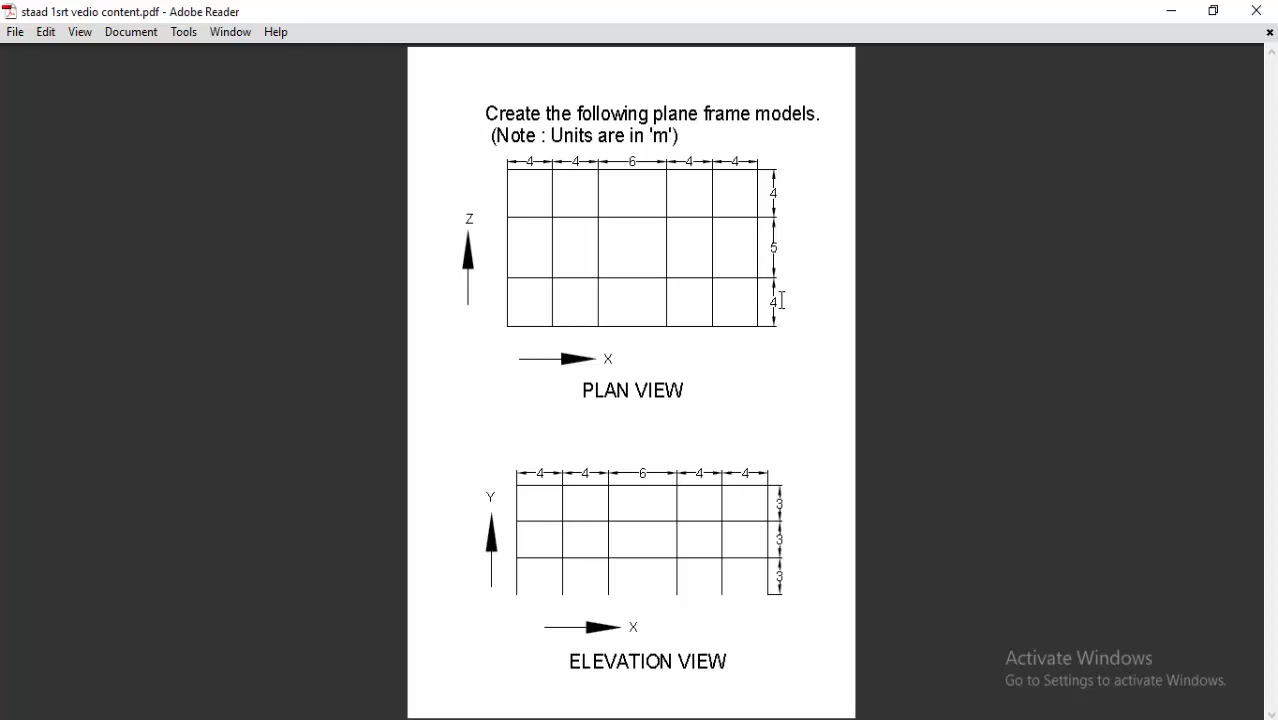 staad 1srt vedio content.pdf - Adobe Reader
File Edit View Document Tools Window Help
Create the following plane frame models.
(Note : Units are in 'm')
4 4 6 4 4
4
Z
5
4
X
PLAN VIEW
4 4 6 4 4
Y
3
3
3
X
ELEVATION VIEW
Activate Windows
Go to Settings to activate Windows.